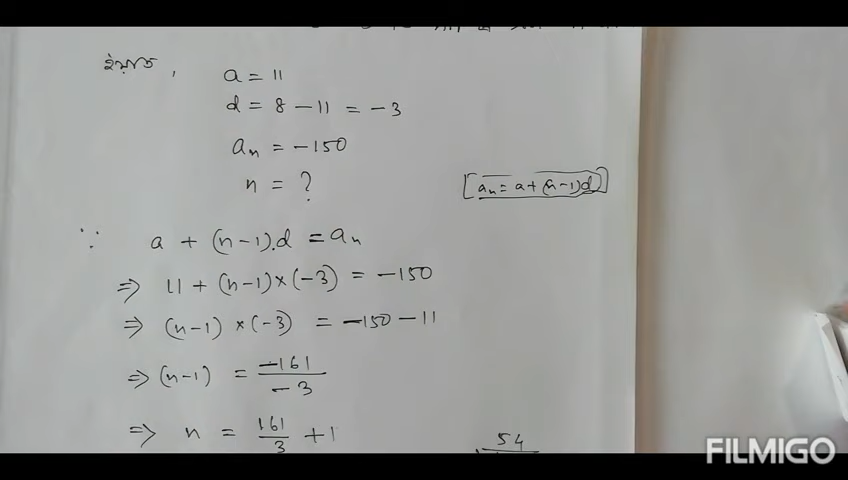 ইয়াত,
a = 11
d = 8 - 11 = -3
aₙ = -150
n = ?
[aₙ = a + (n-1)d]
∵ a + (n-1).d = aₙ
⇒ 11 + (n-1)×(-3) = -150
⇒ (n-1)×(-3) = -150 - 11
⇒ (n-1) = -161/-3
⇒ n = 161/3 + 1
54
FILMIGO